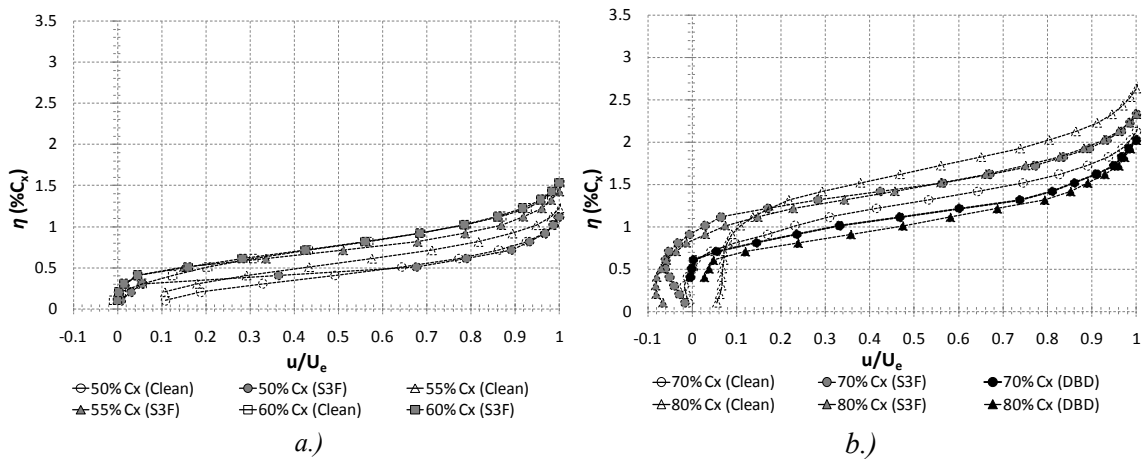 3.5
3
2.5
2
1.5
1
0.5
0
η (%Cₓ)
-0.1 0 0.1 0.2 0.3 0.4 0.5 0.6 0.7 0.8 0.9 1
u/Uₑ
50% Cx (Clean) 50% Cx (S3F) 55% Cx (Clean)
55% Cx (S3F) 60% Cx (Clean) 60% Cx (S3F)
a.)
3.5
3
2.5
2
1.5
1
0.5
0
η (%Cₓ)
-0.1 0 0.1 0.2 0.3 0.4 0.5 0.6 0.7 0.8 0.9 1
u/Uₑ
70% Cx (Clean) 70% Cx (S3F) 70% Cx (DBD)
80% Cx (Clean) 80% Cx (S3F) 80% Cx (DBD)
b.)